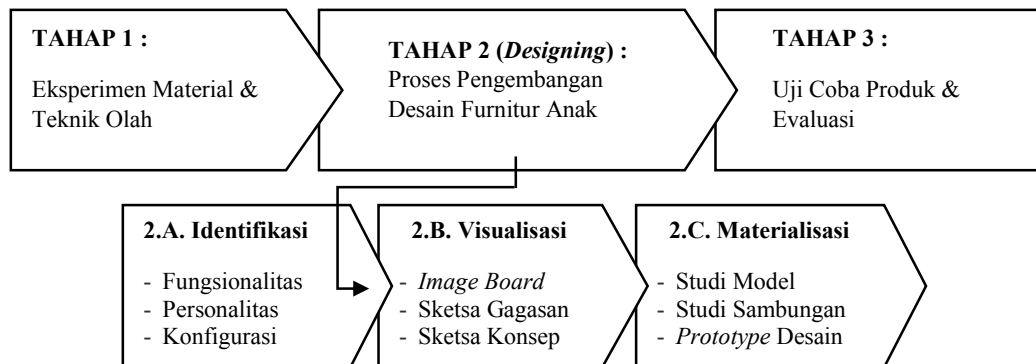 TAHAP 1 :
Eksperimen Material &
Teknik Olah
TAHAP 2 (Designing) :
Proses Pengembangan
Desain Furnitur Anak
TAHAP 3 :
Uji Coba Produk &
Evaluasi
2.A. Identifikasi
- Fungsionalitas
- Personalitas
- Konfigurasi
2.B. Visualisasi
- Image Board
- Sketsa Gagasan
- Sketsa Konsep
2.C. Materialisasi
- Studi Model
- Studi Sambungan
- Prototype Desain